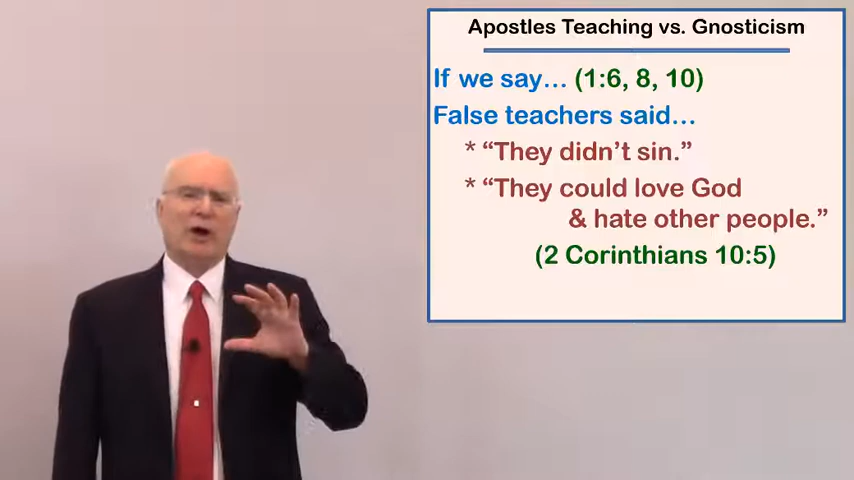 Apostles Teaching vs. Gnosticism
If we say… (1:6, 8, 10)
False teachers said…
* “They didn’t sin.”
* “They could love God
& hate other people.”
(2 Corinthians 10:5)